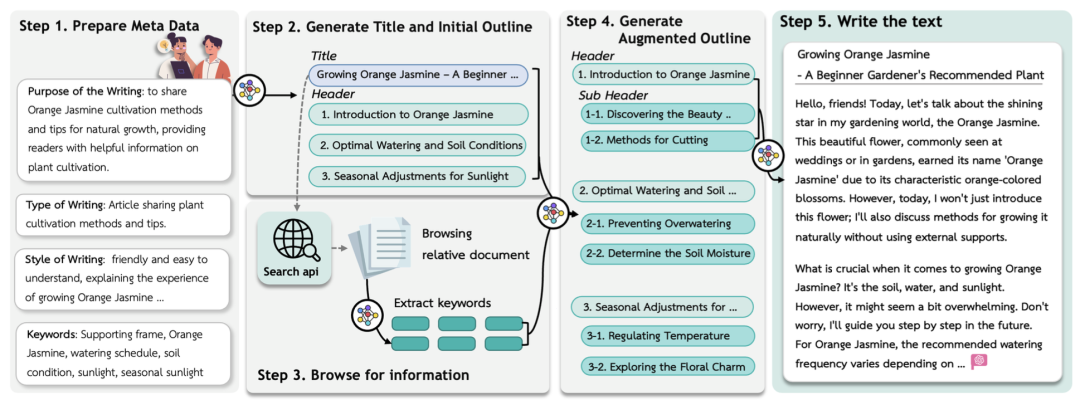 Step 1. Prepare Meta Data
Purpose of the Writing: to share
Orange Jasmine cultivation methods
and tips for natural growth, providing
readers with helpful information on
plant cultivation.
Type of Writing: Article sharing plant
cultivation methods and tips.
Style of Writing: friendly and easy to
understand, explaining the experience
of growing Orange Jasmine ...
Keywords: Supporting frame, Orange
Jasmine, watering schedule, soil
condition, sunlight, seasonal sunlight
Step 2. Generate Title and Initial Outline
Title
Growing Orange Jasmine – A Beginner ...
Header
1. Introduction to Orange Jasmine
2. Optimal Watering and Soil Conditions
3. Seasonal Adjustments for Sunlight
Search api
Browsing
relative document
Extract keywords
Step 3. Browse for information
Step 4. Generate
Augmented Outline
Header
1. Introduction to Orange Jasmine
Sub Header
1-1. Discovering the Beauty ..
1-2. Methods for Cutting
2. Optimal Watering and Soil ...
2-1. Preventing Overwatering
2-2. Determine the Soil Moisture
3. Seasonal Adjustments for ...
3-1. Regulating Temperature
3-2. Exploring the Floral Charm
Step 5. Write the text
Growing Orange Jasmine
- A Beginner Gardener's Recommended Plant
Hello, friends! Today, let's talk about the shining
star in my gardening world, the Orange Jasmine.
This beautiful flower, commonly seen at
weddings or in gardens, earned its name 'Orange
Jasmine' due to its characteristic orange-colored
blossoms. However, today, I won't just introduce
this flower; I'll also discuss methods for growing it
naturally without using external supports.
What is crucial when it comes to growing Orange
Jasmine? It's the soil, water, and sunlight.
However, it might seem a bit overwhelming. Don't
worry, I'll guide you step by step in the future.
For Orange Jasmine, the recommended watering
frequency varies depending on ...